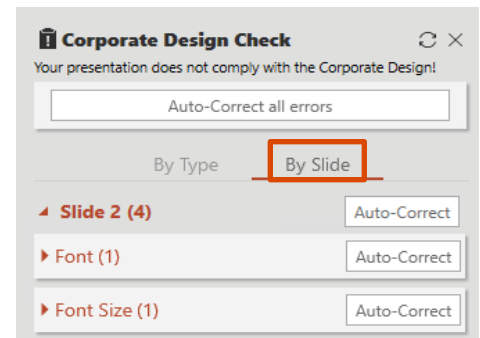 Corporate Design Check
Your presentation does not comply with the Corporate Design!
Auto-Correct all errors
By Type By Slide
Slide 2 (4) Auto-Correct
Font (1) Auto-Correct
Font Size (1) Auto-Correct